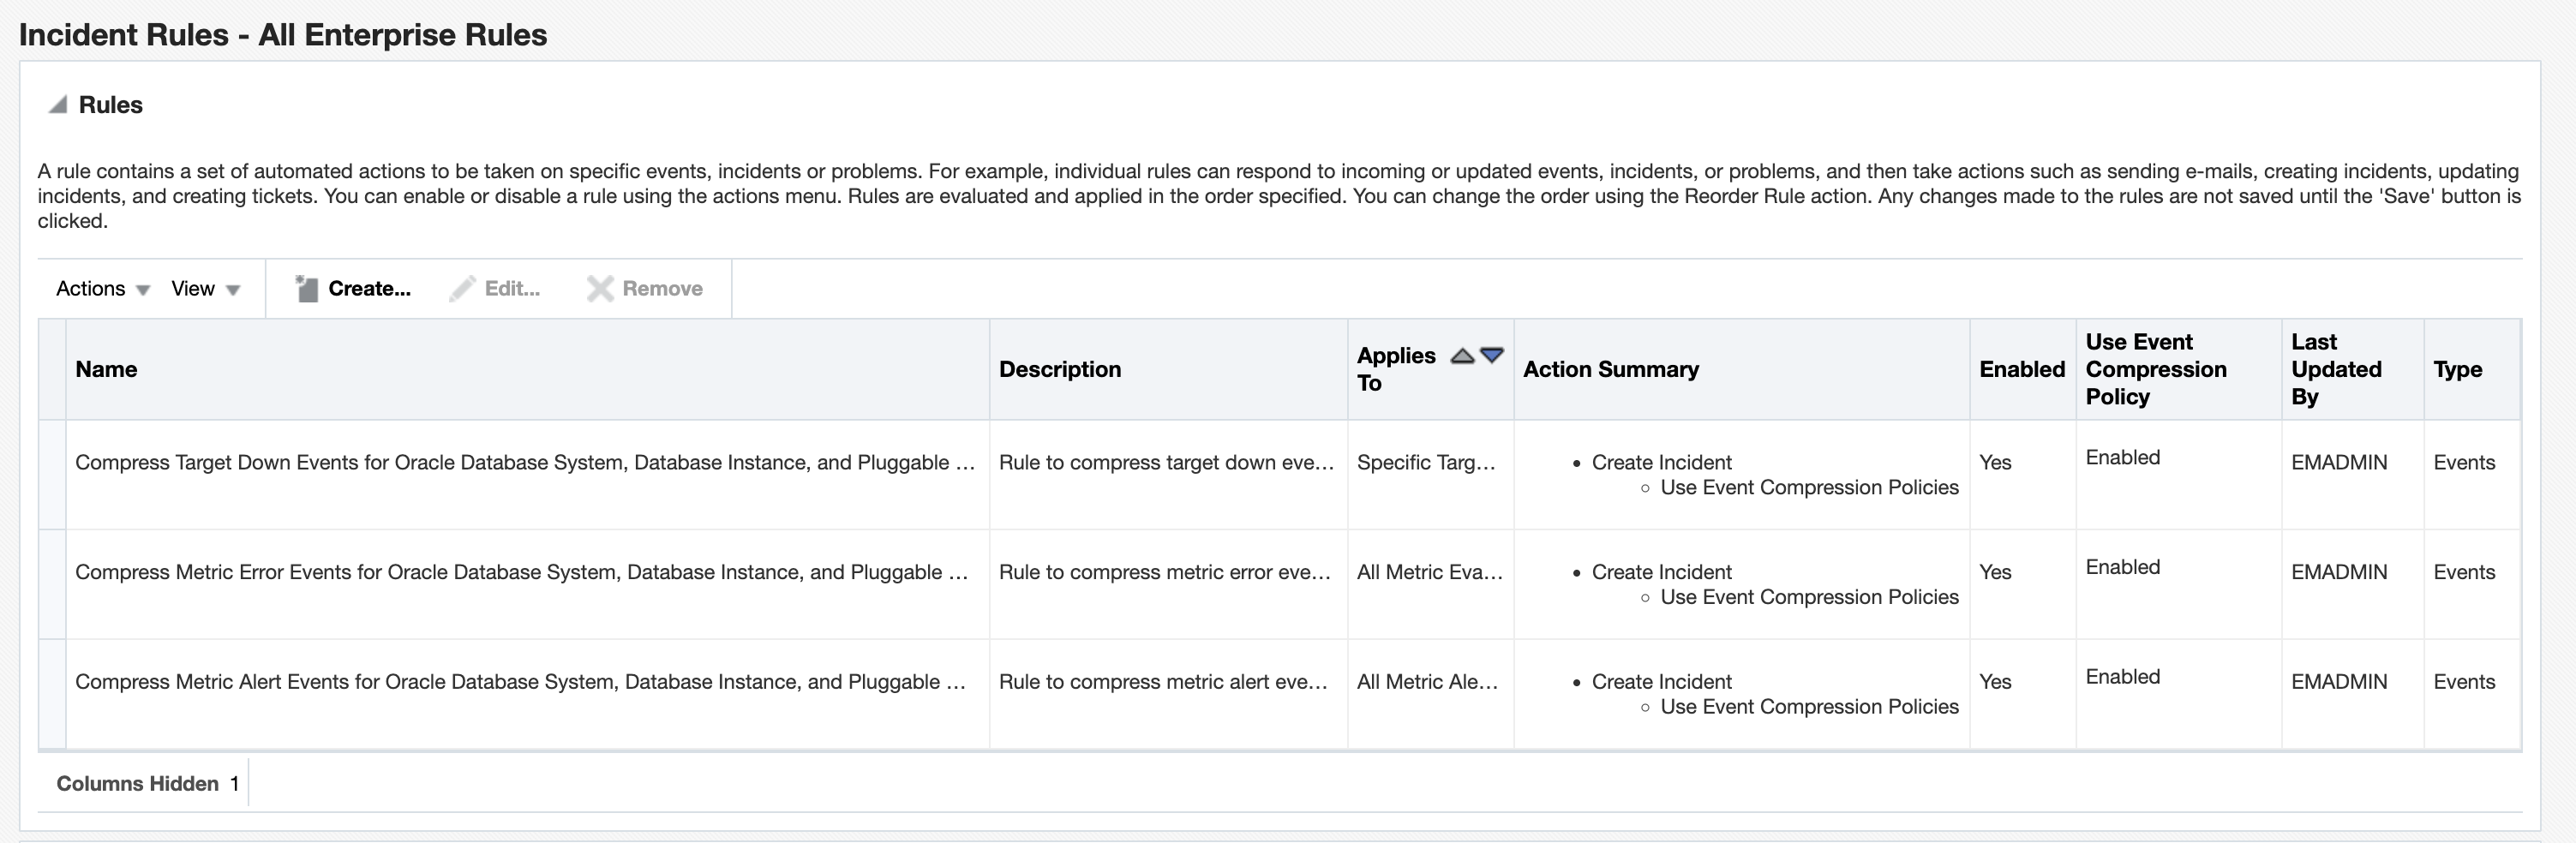 Incident Rules - All Enterprise Rules
Rules
A rule contains a set of automated actions to be taken on specific events, incidents or problems. For example, individual rules can respond to incoming or updated events, incidents, or problems, and then take actions such as sending e-mails, creating incidents, updating
incidents, and creating tickets. You can enable or disable a rule using the actions menu. Rules are evaluated and applied in the order specified. You can change the order using the Reorder Rule action. Any changes made to the rules are not saved until the 'Save' button is
clicked.
Actions View Create... Edit... Remove
Name Description Applies To Action Summary Enabled Use Event Compression Policy Last Updated By Type
Compress Target Down Events for Oracle Database System, Database Instance, and Pluggable ... Rule to compress target down eve... Specific Targ... • Create Incident Yes Enabled EMADMIN Events
◦ Use Event Compression Policies
Compress Metric Error Events for Oracle Database System, Database Instance, and Pluggable ... Rule to compress metric error eve... All Metric Eva... • Create Incident Yes Enabled EMADMIN Events
◦ Use Event Compression Policies
Compress Metric Alert Events for Oracle Database System, Database Instance, and Pluggable ... Rule to compress metric alert eve... All Metric Ale... • Create Incident Yes Enabled EMADMIN Events
◦ Use Event Compression Policies
Columns Hidden 1